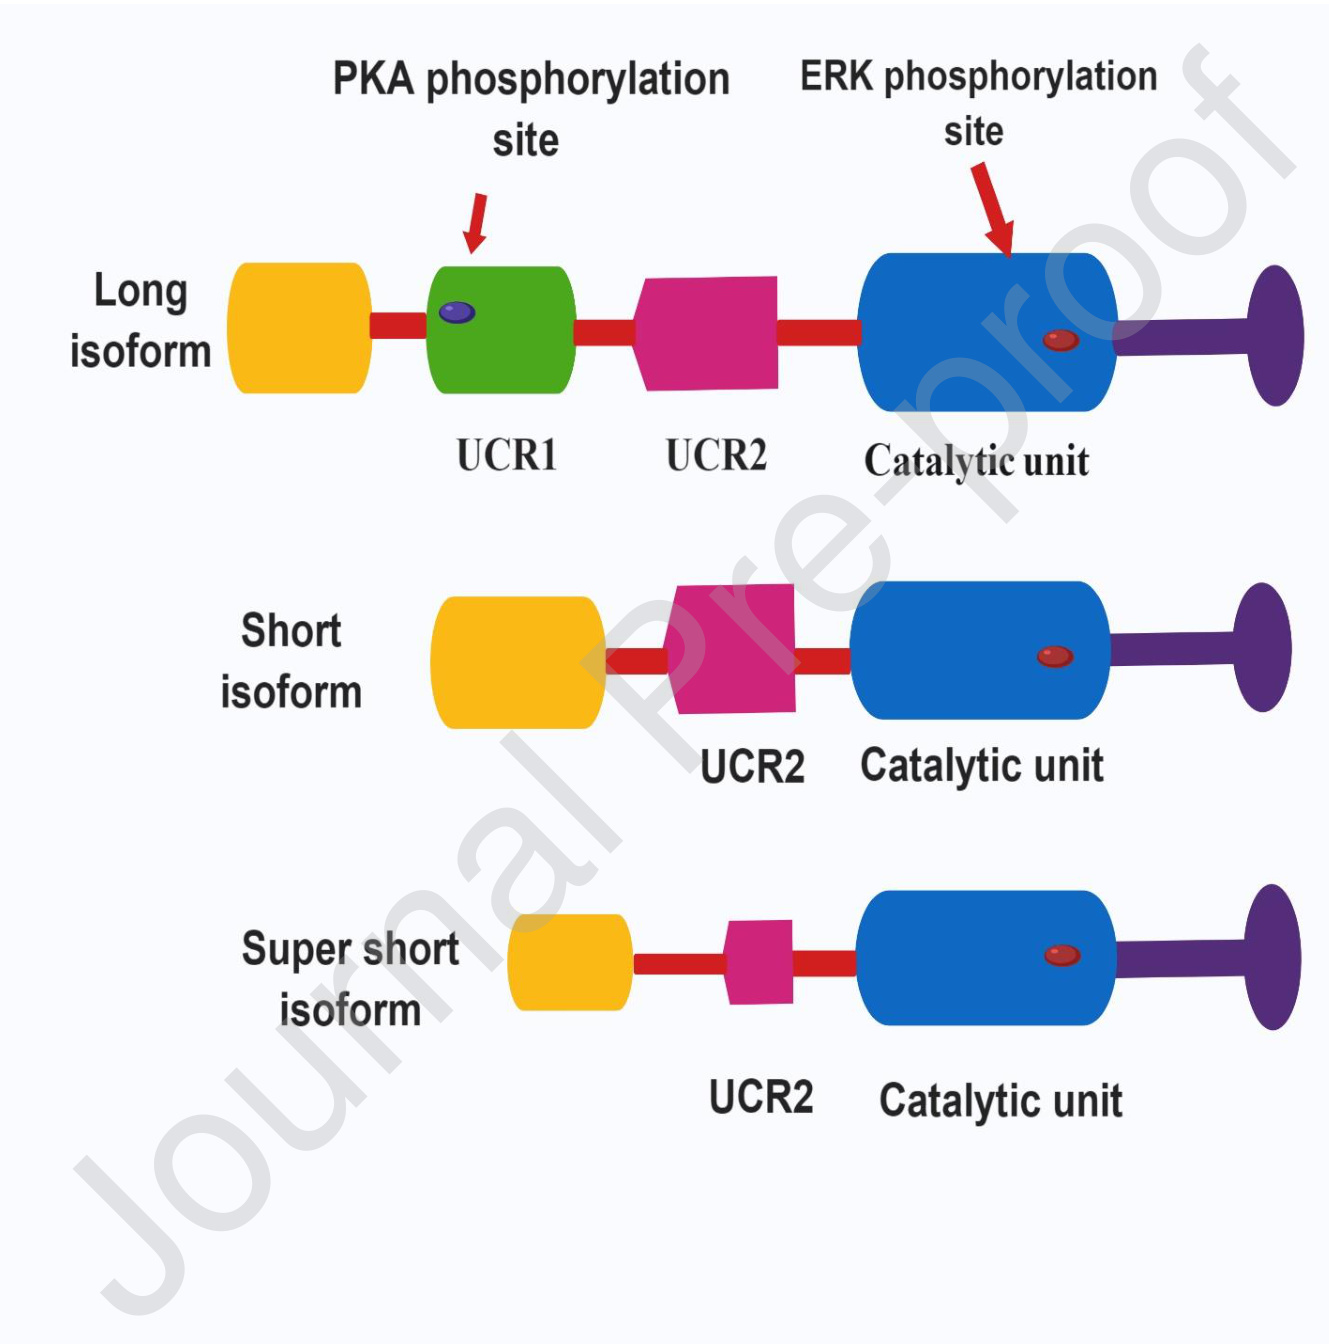 PKA phosphorylation
site
ERK phosphorylation
site
Long
isoform
UCR1
UCR2
Catalytic unit
Short
isoform
UCR2
Catalytic unit
Super short
isoform
UCR2
Catalytic unit
Journal Pre-proof